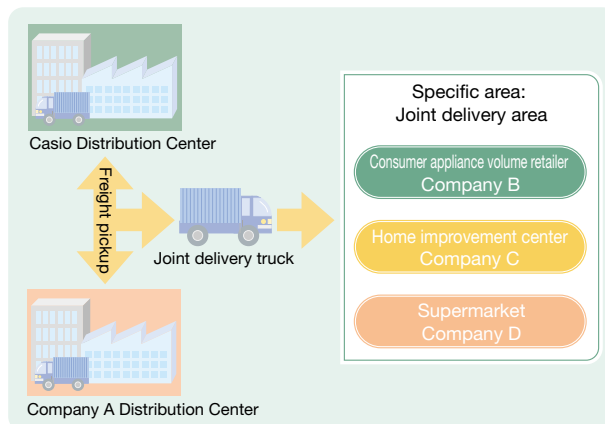 Casio Distribution Center
Freight
pickup
Joint delivery truck
Company A Distribution Center
Specific area:
Joint delivery area
Consumer appliance volume retailer
Company B
Home improvement center
Company C
Supermarket
Company D